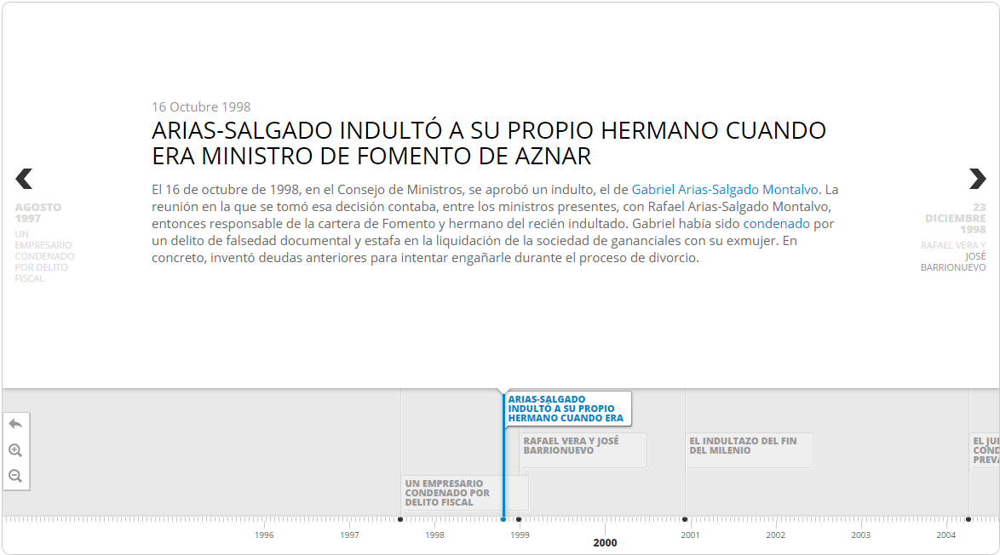 16 Octubre 1998
ARIAS-SALGADO INDULTÓ A SU PROPIO HERMANO CUANDO
ERA MINISTRO DE FOMENTO DE AZNAR
El 16 de octubre de 1998, en el Consejo de Ministros, se aprobó un indulto, el de Gabriel Arias-Salgado Montalvo. La
reunión en la que se tomó esa decisión contaba, entre los ministros presentes, con Rafael Arias-Salgado Montalvo,
entonces responsable de la cartera de Fomento y hermano del recién indultado. Gabriel había sido condenado por
un delito de falsedad documental y estafa en la liquidación de la sociedad de gananciales con su exmujer. En
concreto, inventó deudas anteriores para intentar engañarle durante el proceso de divorcio.
AGOSTO
1997
UN
EMPRESARIO
CONDENADO
POR DELITO
FISCAL
23
DICIEMBRE
1998
RAFAEL VERA Y
JOSÉ
BARRIONUEVO
ARIAS-SALGADO
INDULTÓ A SU PROPIO
HERMANO CUANDO ERA
RAFAEL VERA Y JOSÉ
BARRIONUEVO
EL INDULTAZO DEL FIN
DEL MILENIO
EL JUI
COND
PREVA
UN EMPRESARIO
CONDENADO POR
DELITO FISCAL
1996 1997 1998 1999 2000 2001 2002 2003 2004